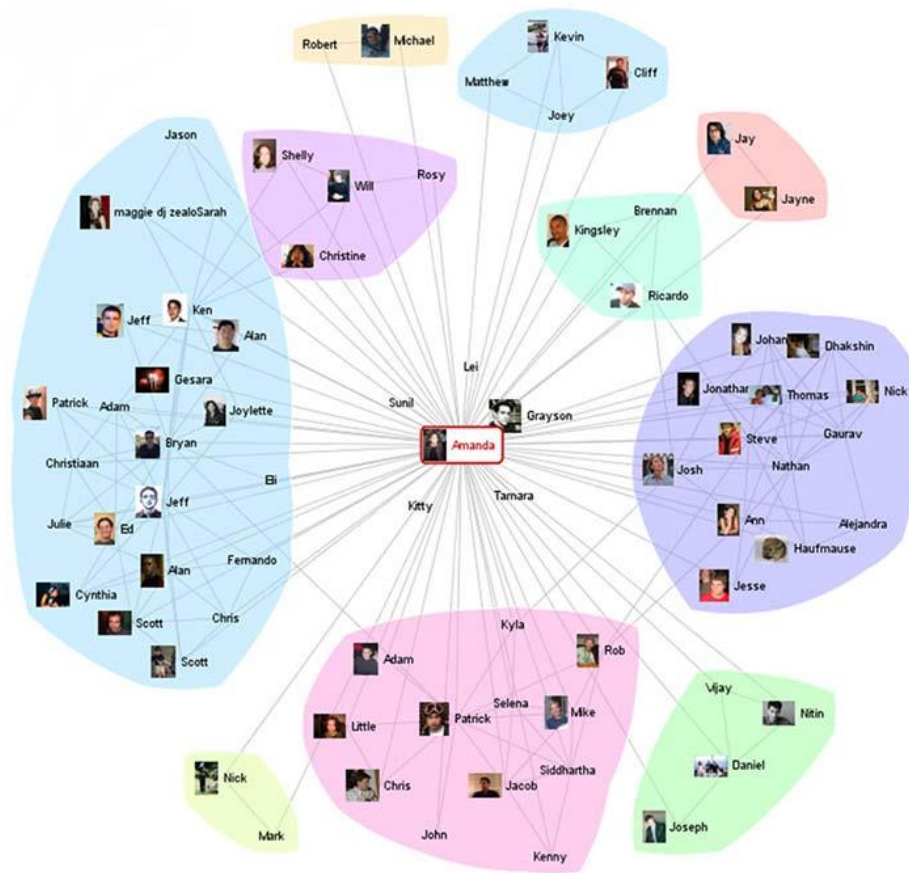 Robert
Michael
Kevin
Cliff
Matthew
Joey
Jason
Shelly
Will
Rosy
Jay
Jayne
maggie dj zealoSarah
Christine
Brennan
Kingsley
Ricardo
Jeff
Ken
Alan
Johan
Dhakshin
Lei
Gesara
Jonathan
Thomas
Nick
Patrick
Adam
Joylette
Sunil
Grayson
Bryan
Amanda
Steve
Gaurav
Christiaan
Josh
Nathan
Jeff
Kitty
Tamara
Julie
Ed
Ann
Alejandra
Fernando
Haufmause
Alan
Jesse
Cynthia
Scott
Chris
Kyla
Scott
Adam
Rob
Vijay
Selena
Little
Patrick
Mike
Nitin
Nick
Chris
Jacob
Siddhartha
Daniel
Mark
John
Joseph
Kenny